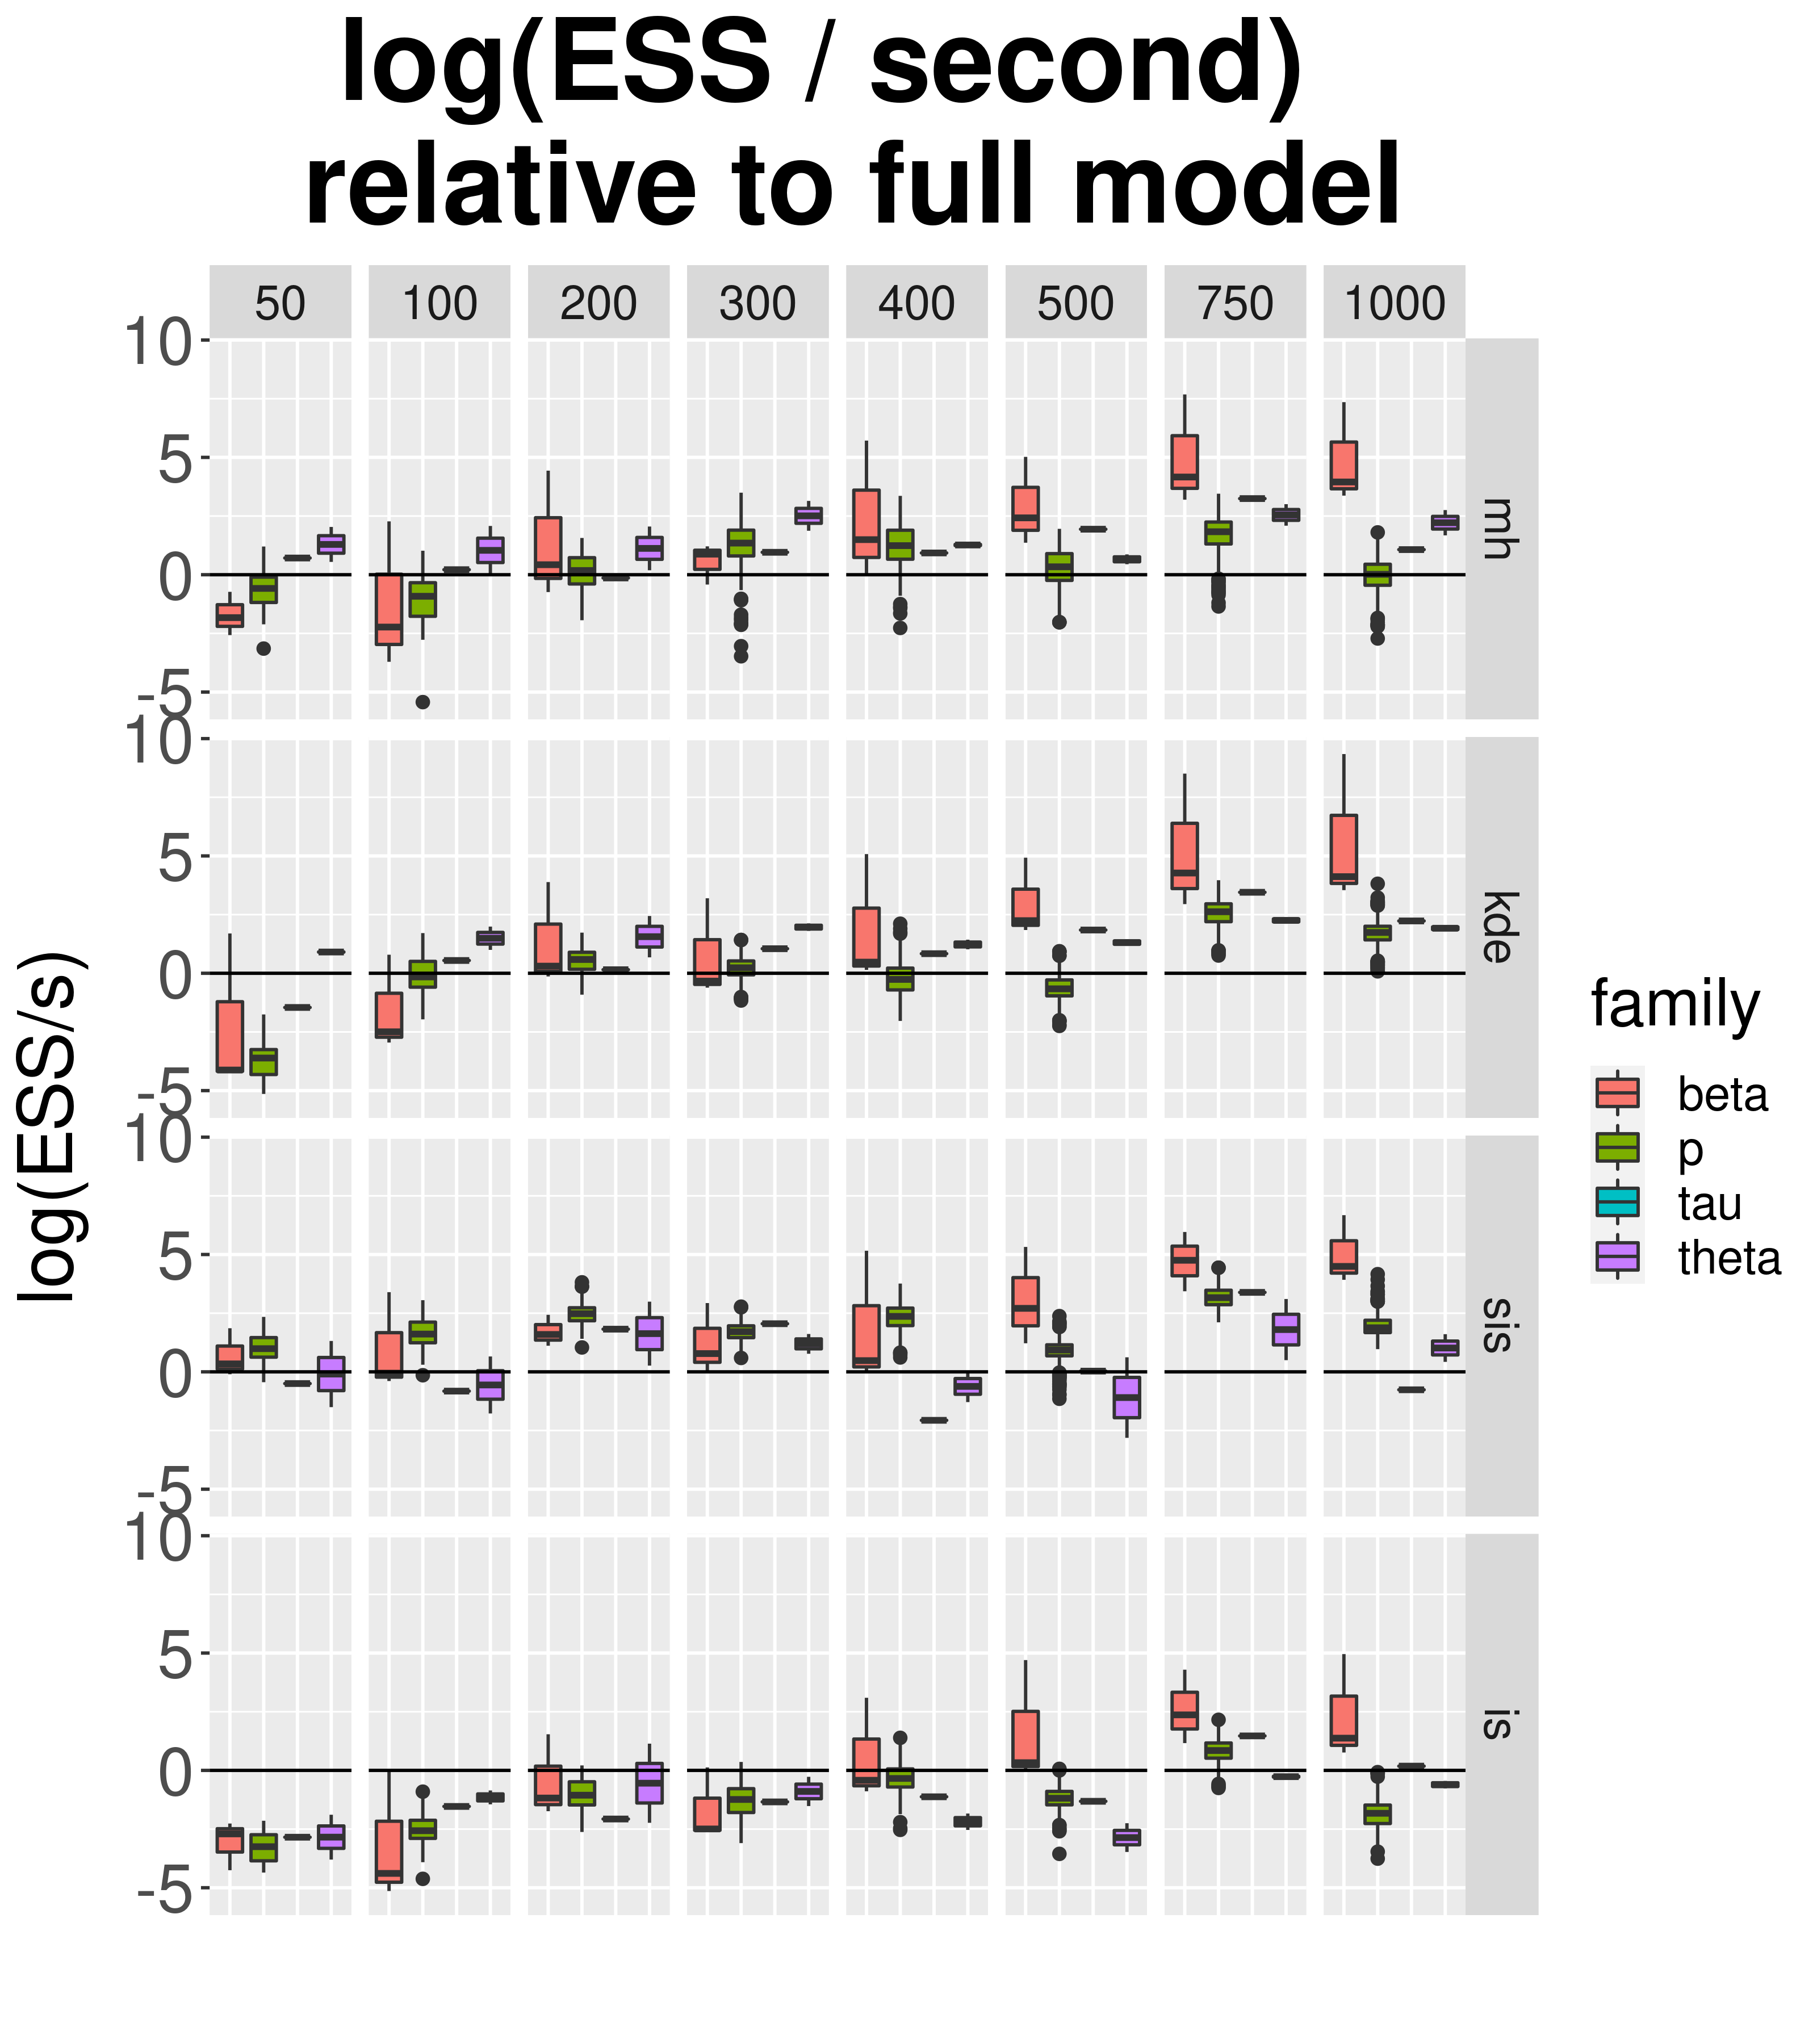 log(ESS / second)
relative to full model
50 100 200 300 400 500 750 1000
10
5
0
-5
mh
10
5
0
-5
kde
10
5
0
-5
sis
10
5
0
-5
is
log(ESS/s)
family
beta
p
tau
theta